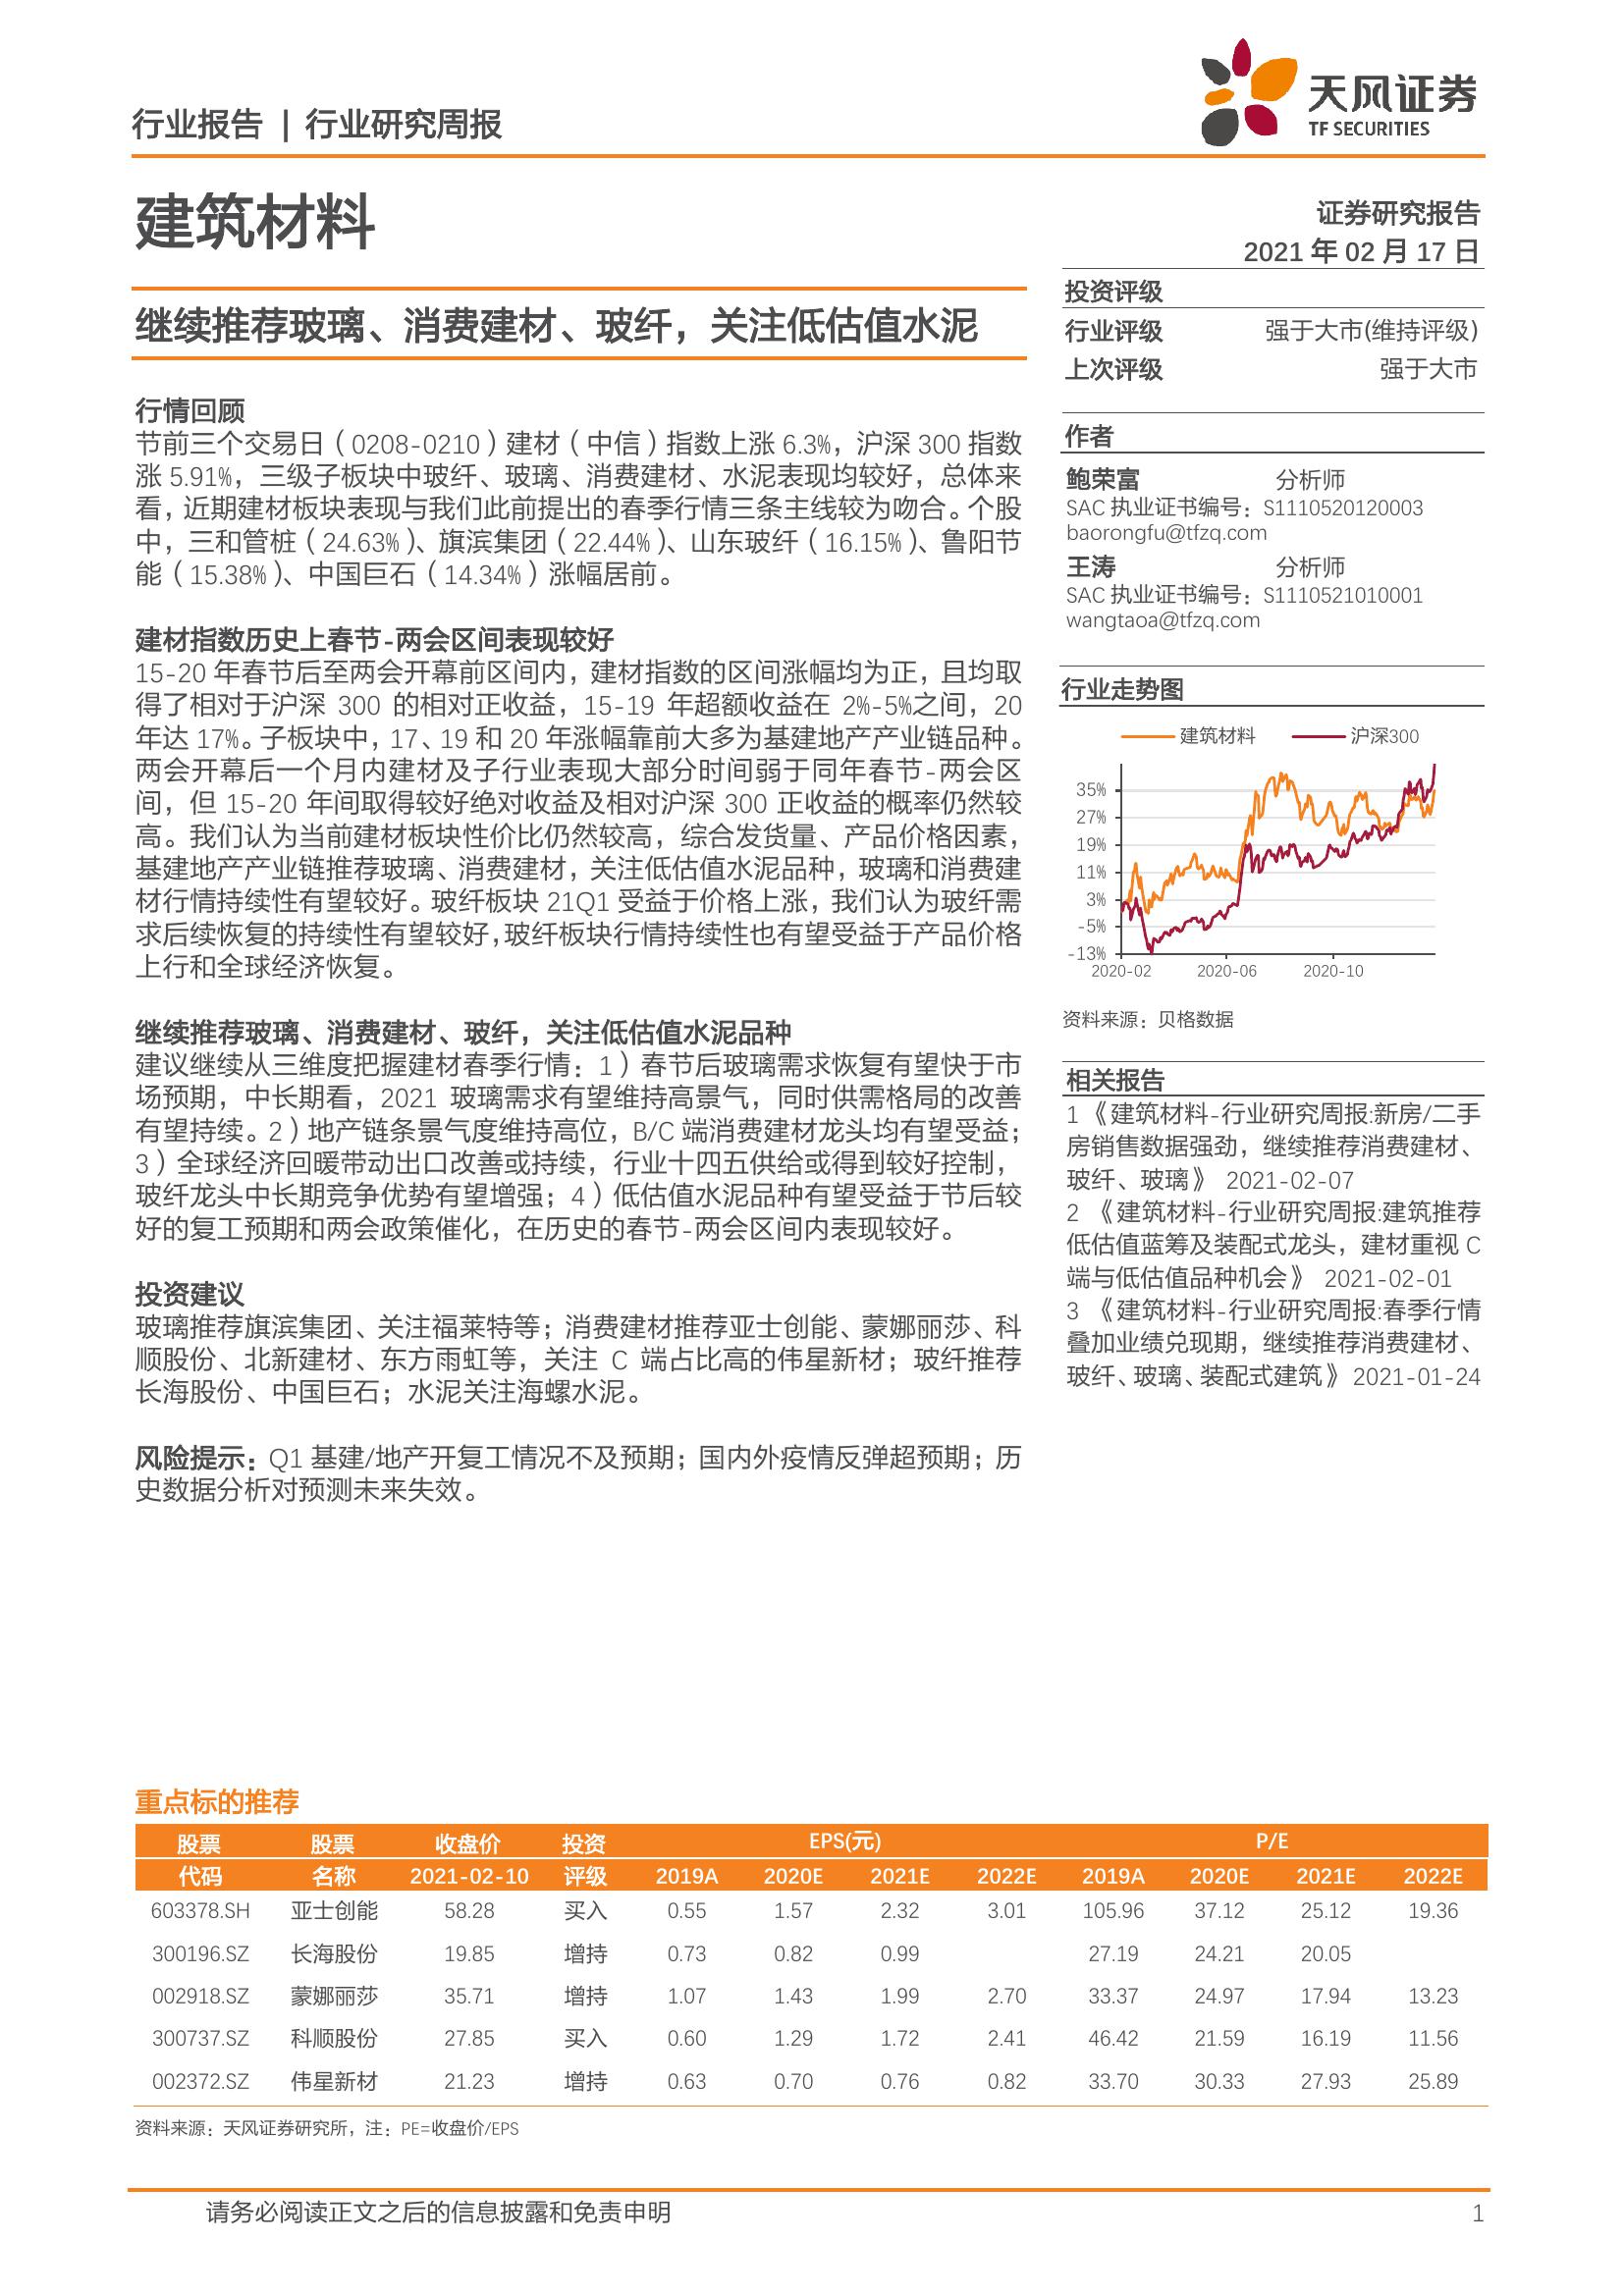 行业报告 | 行业研究周报
天风证券
TF SECURITIES
建筑材料
证券研究报告
2021 年 02 月 17 日
继续推荐玻璃、消费建材、玻纤，关注低估值水泥
行情回顾
节前三个交易日（0208-0210）建材（中信）指数上涨 6.3%，沪深 300 指数
涨 5.91%，三级子板块中玻纤、玻璃、消费建材、水泥表现均较好，总体来
看，近期建材板块表现与我们此前提出的春季行情三条主线较为吻合。个股
中，三和管桩（24.63%）、旗滨集团（22.44%）、山东玻纤（16.15%）、鲁阳节
能（15.38%）、中国巨石（14.34%）涨幅居前。
建材指数历史上春节-两会区间表现较好
15-20 年春节后至两会开幕前区间内，建材指数的区间涨幅均为正，且均取
得了相对于沪深 300 的相对正收益，15-19 年超额收益在 2%-5%之间，20
年达 17%。子板块中，17、19 和 20 年涨幅靠前大多为基建地产产业链品种。
两会开幕后一个月内建材及子行业表现大部分时间弱于同年春节-两会区
间，但 15-20 年间取得较好绝对收益及相对沪深 300 正收益的概率仍然较
高。我们认为当前建材板块性价比仍然较高，综合发货量、产品价格因素，
基建地产产业链推荐玻璃、消费建材，关注低估值水泥品种，玻璃和消费建
材行情持续性有望较好。玻纤板块 21Q1 受益于价格上涨，我们认为玻纤需
求后续恢复的持续性有望较好，玻纤板块行情持续性也有望受益于产品价格
上行和全球经济恢复。
继续推荐玻璃、消费建材、玻纤，关注低估值水泥品种
建议继续从三维度把握建材春季行情：1）春节后玻璃需求恢复有望快于市
场预期，中长期看，2021 玻璃需求有望维持高景气，同时供需格局的改善
有望持续。2）地产链条景气度维持高位，B/C 端消费建材龙头均有望受益；
3）全球经济回暖带动出口改善或持续，行业十四五供给或得到较好控制，
玻纤龙头中长期竞争优势有望增强；4）低估值水泥品种有望受益于节后较
好的复工预期和两会政策催化，在历史的春节-两会区间内表现较好。
投资建议
玻璃推荐旗滨集团、关注福莱特等；消费建材推荐亚士创能、蒙娜丽莎、科
顺股份、北新建材、东方雨虹等，关注 C 端占比高的伟星新材；玻纤推荐
长海股份、中国巨石；水泥关注海螺水泥。
风险提示：Q1 基建/地产开复工情况不及预期；国内外疫情反弹超预期；历
史数据分析对预测未来失效。
投资评级
行业评级 强于大市(维持评级)
上次评级 强于大市
作者
鲍荣富 分析师
SAC 执业证书编号：S1110520120003
baorongfu@tfzq.com
王涛 分析师
SAC 执业证书编号：S1110521010001
wangtaoa@tfzq.com
行业走势图
建筑材料 沪深300
35%
27%
19%
11%
3%
-5%
-13%
2020-02 2020-06 2020-10
资料来源：贝格数据
相关报告
1 《建筑材料-行业研究周报:新房/二手
房销售数据强劲，继续推荐消费建材、
玻纤、玻璃》 2021-02-07
2 《建筑材料-行业研究周报:建筑推荐
低估值蓝筹及装配式龙头，建材重视 C
端与低估值品种机会》 2021-02-01
3 《建筑材料-行业研究周报:春季行情
叠加业绩兑现期，继续推荐消费建材、
玻纤、玻璃、装配式建筑》 2021-01-24
重点标的推荐
股票 股票 收盘价 投资 EPS(元) P/E
代码 名称 2021-02-10 评级 2019A 2020E 2021E 2022E 2019A 2020E 2021E 2022E
603378.SH 亚士创能 58.28 买入 0.55 1.57 2.32 3.01 105.96 37.12 25.12 19.36
300196.SZ 长海股份 19.85 增持 0.73 0.82 0.99 27.19 24.21 20.05
002918.SZ 蒙娜丽莎 35.71 增持 1.07 1.43 1.99 2.70 33.37 24.97 17.94 13.23
300737.SZ 科顺股份 27.85 买入 0.60 1.29 1.72 2.41 46.42 21.59 16.19 11.56
002372.SZ 伟星新材 21.23 增持 0.63 0.70 0.76 0.82 33.70 30.33 27.93 25.89
资料来源：天风证券研究所，注：PE=收盘价/EPS
请务必阅读正文之后的信息披露和免责申明 1